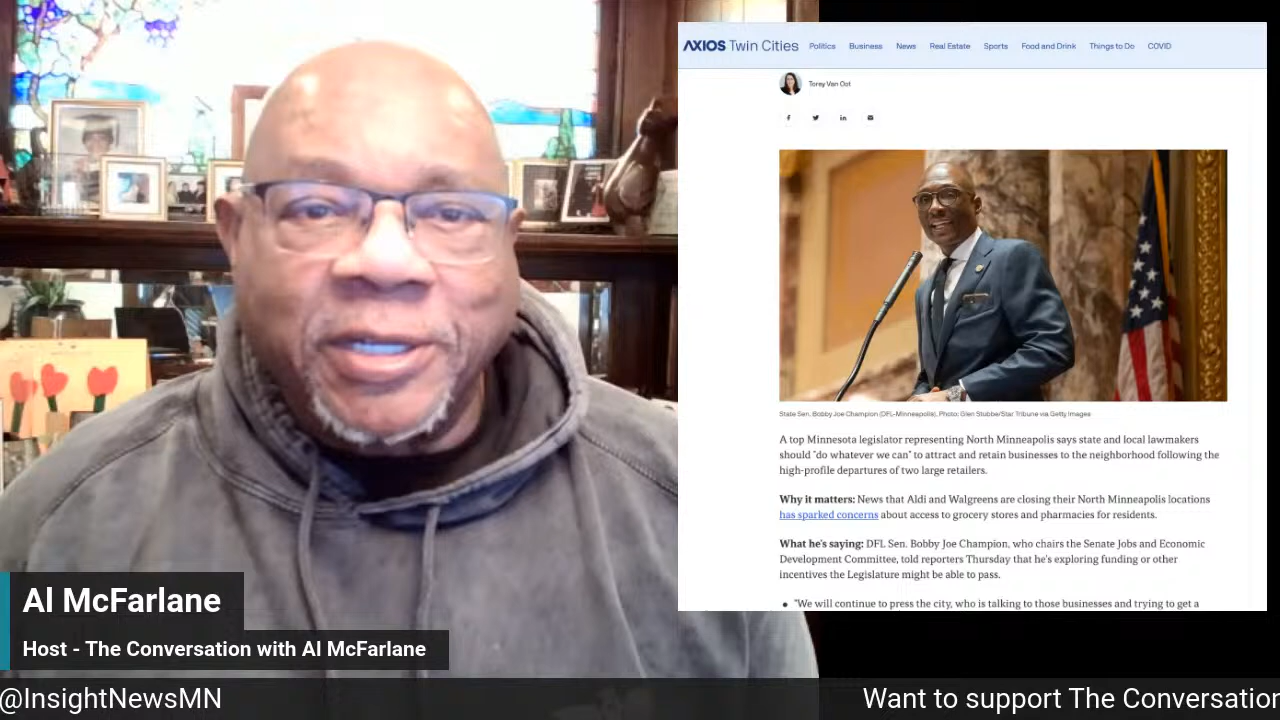 AXIOS Twin Cities Politics Business News Real Estate Sports Food and Drink Things to Do COVID
Torey Van Oot
State Sen. Bobby Joe Champion (DFL-Minneapolis). Photo: Glen Stubbe/Star Tribune via Getty Images
A top Minnesota legislator representing North Minneapolis says state and local lawmakers
should "do whatever we can" to attract and retain businesses to the neighborhood following the
high-profile departures of two large retailers.
Why it matters: News that Aldi and Walgreens are closing their North Minneapolis locations
has sparked concerns about access to grocery stores and pharmacies for residents.
What he's saying: DFL Sen. Bobby Joe Champion, who chairs the Senate Jobs and Economic
Development Committee, told reporters Thursday that he's exploring funding or other
incentives the Legislature might be able to pass.
• "We will continue to press the city, who is talking to those businesses and trying to get a
Al McFarlane
Host - The Conversation with Al McFarlane
@InsightNewsMN Want to support The Conversation